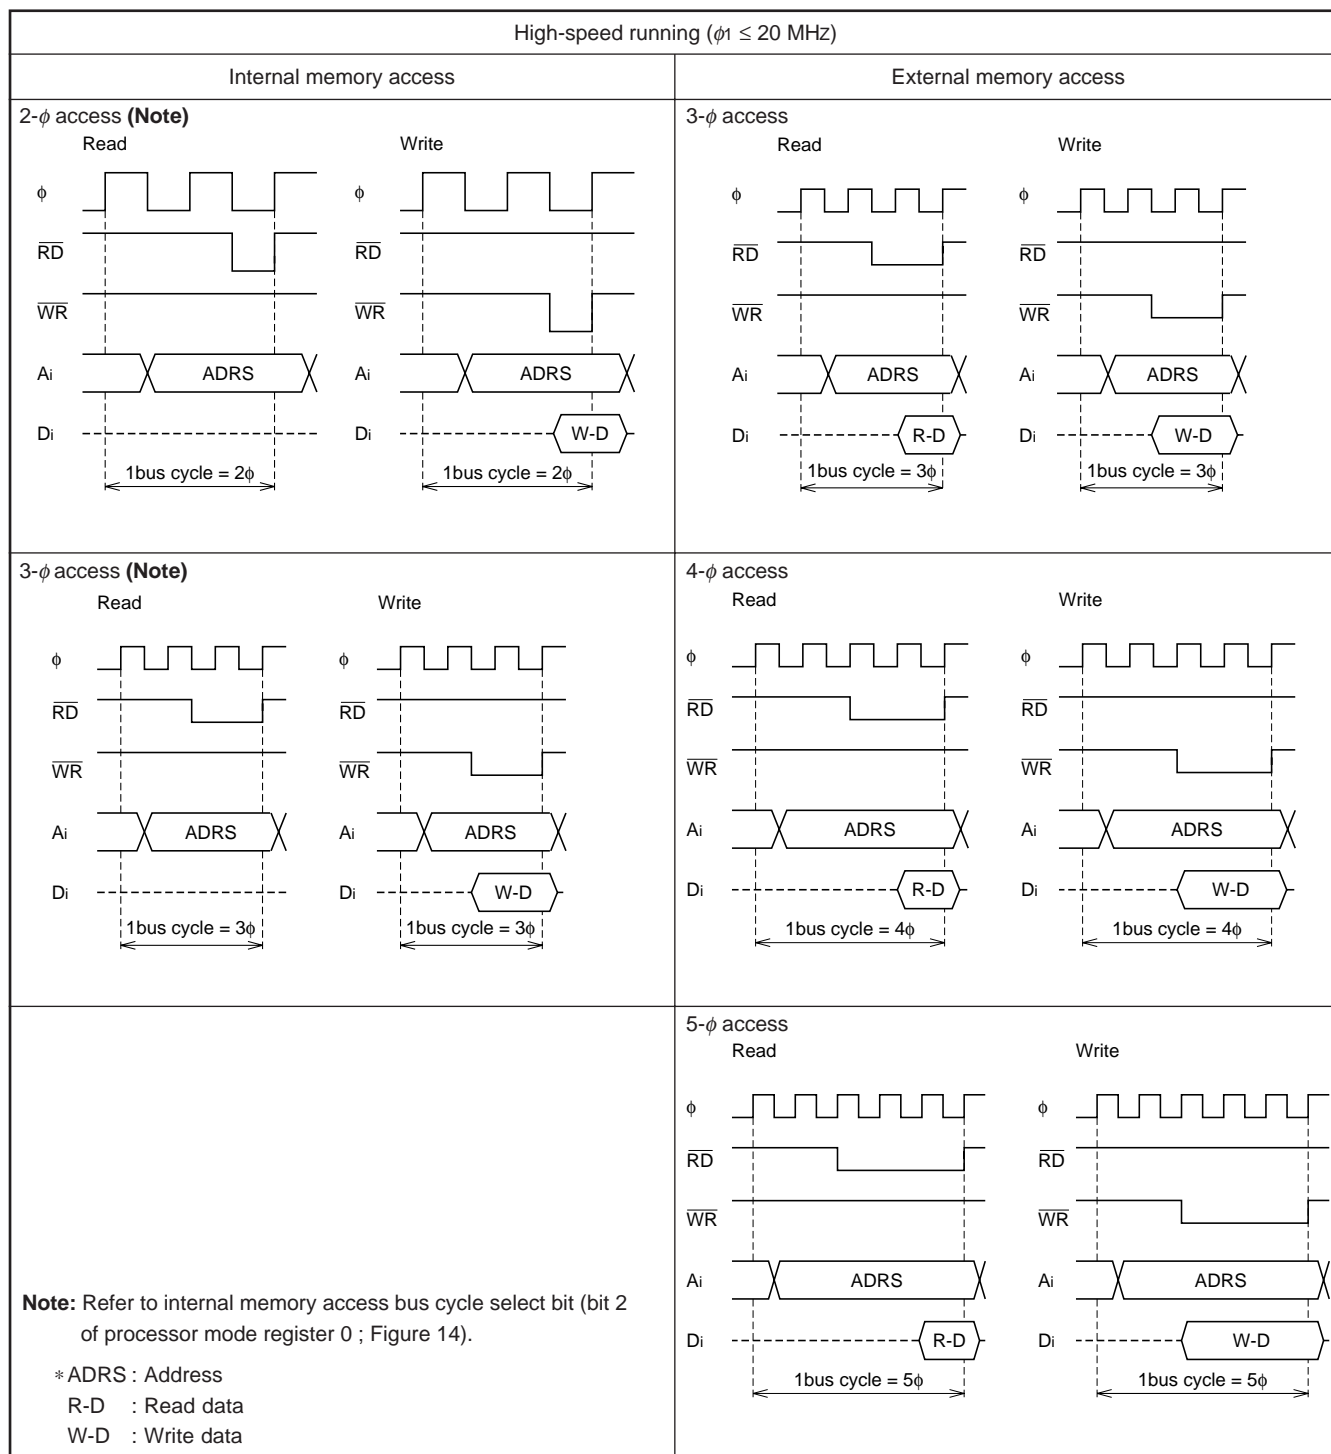 High-speed running (ϕ1 ≤ 20 MHz)
Internal memory access
External memory access
2-ϕ access (Note)
Read
Write
ϕ
RD
WR
Ai
ADRS
Di
1bus cycle = 2ϕ
ϕ
RD
WR
Ai
ADRS
Di
W-D
1bus cycle = 2ϕ
3-ϕ access
Read
Write
ϕ
RD
WR
Ai
ADRS
Di
R-D
1bus cycle = 3ϕ
ϕ
RD
WR
Ai
ADRS
Di
W-D
1bus cycle = 3ϕ
3-ϕ access (Note)
Read
Write
ϕ
RD
WR
Ai
ADRS
Di
1bus cycle = 3ϕ
ϕ
RD
WR
Ai
ADRS
Di
W-D
1bus cycle = 3ϕ
4-ϕ access
Read
Write
ϕ
RD
WR
Ai
ADRS
Di
R-D
1bus cycle = 4ϕ
ϕ
RD
WR
Ai
ADRS
Di
W-D
1bus cycle = 4ϕ
5-ϕ access
Read
Write
ϕ
RD
WR
Ai
ADRS
Di
R-D
1bus cycle = 5ϕ
ϕ
RD
WR
Ai
ADRS
Di
W-D
1bus cycle = 5ϕ
Note: Refer to internal memory access bus cycle select bit (bit 2
of processor mode register 0 ; Figure 14).
*ADRS : Address
R-D : Read data
W-D : Write data